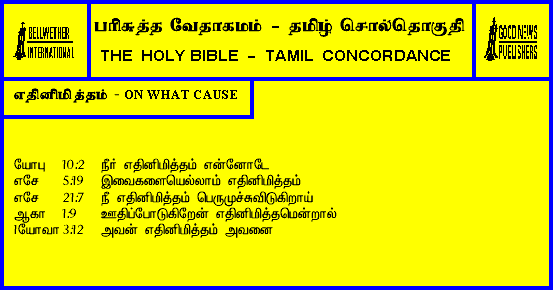 BELLWETHER
INTERNATIONAL
பரிசுத்த வேதாகமம் - தமிழ் சொல்தொகுதி
THE HOLY BIBLE - TAMIL CONCORDANCE
GOOD NEWS
PUBLISHERS
எதினிமித்தம் - ON WHAT CAUSE
யோபு 10:2 நீர் எதினிமித்தம் என்னோடே
எசே 5:19 இவைகளையெல்லாம் எதினிமித்தம்
எசே 21:7 நீ எதினிமித்தம் பெருமூச்சுவிடுகிறாய்
ஆகா 1:9 ஊதிப்போடுகிறேன் எதினிமித்தமென்றால்
1யோவா 3:12 அவன் எதினிமித்தம் அவனை